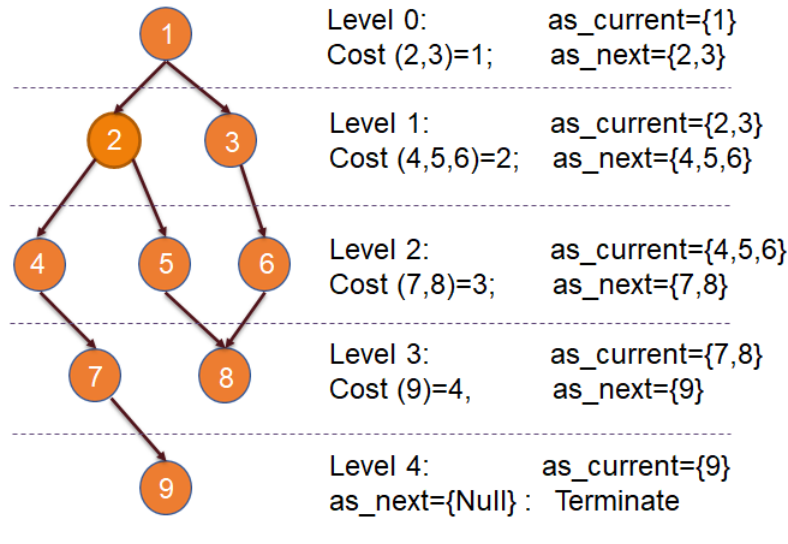 1
Level 0: as_current={1}
Cost (2,3)=1; as_next={2,3}
2 3
Level 1: as_current={2,3}
Cost (4,5,6)=2; as_next={4,5,6}
4 5 6
Level 2: as_current={4,5,6}
Cost (7,8)=3; as_next={7,8}
7 8
Level 3: as_current={7,8}
Cost (9)=4, as_next={9}
9
Level 4: as_current={9}
as_next={Null} : Terminate